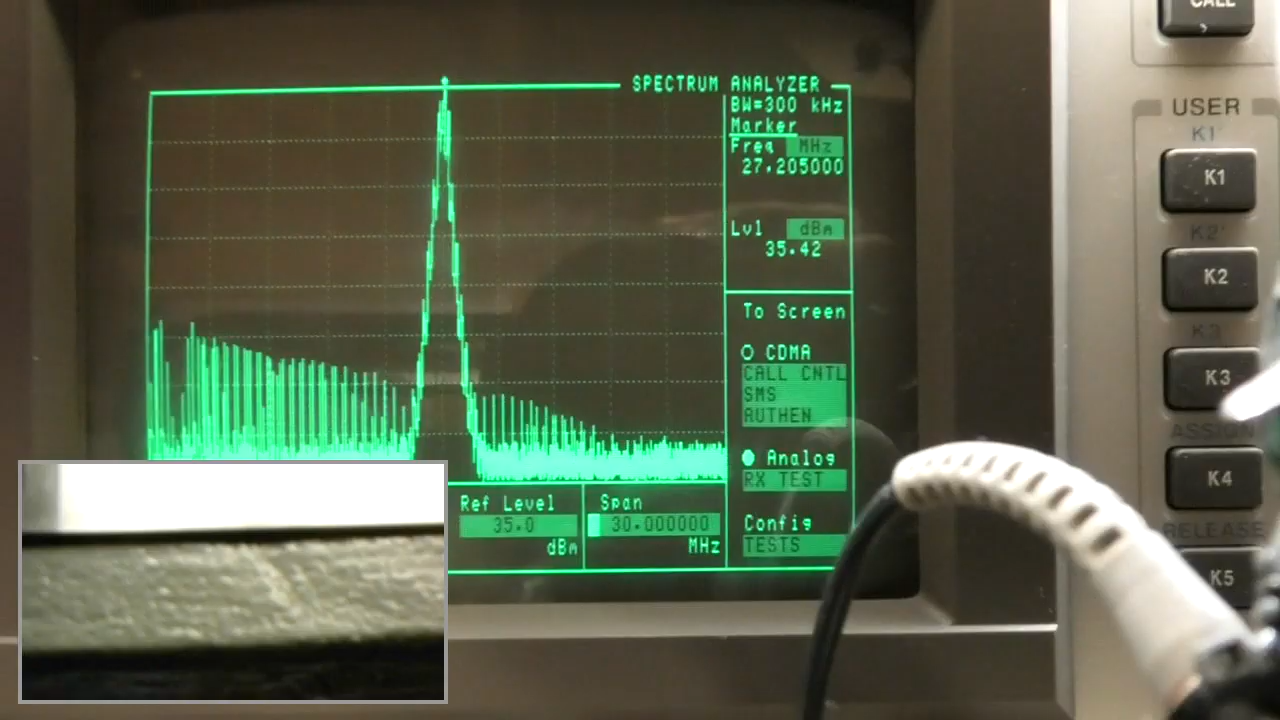 CALL
SPECTRUM ANALYZER
BW=300 kHz
Marker
Freq MHz
27.205000
Lvl dBm
35.42
To Screen
CDMA
CALL CNTL
SMS
AUTHEN
Analog
RX TEST
Config
TESTS
Ref Level
35.0
dBm
Span
30.000000
MHz
USER
K1'
K1
K2'
K2
K3'
K3
ASSIGN
K4
RELEASE
K5